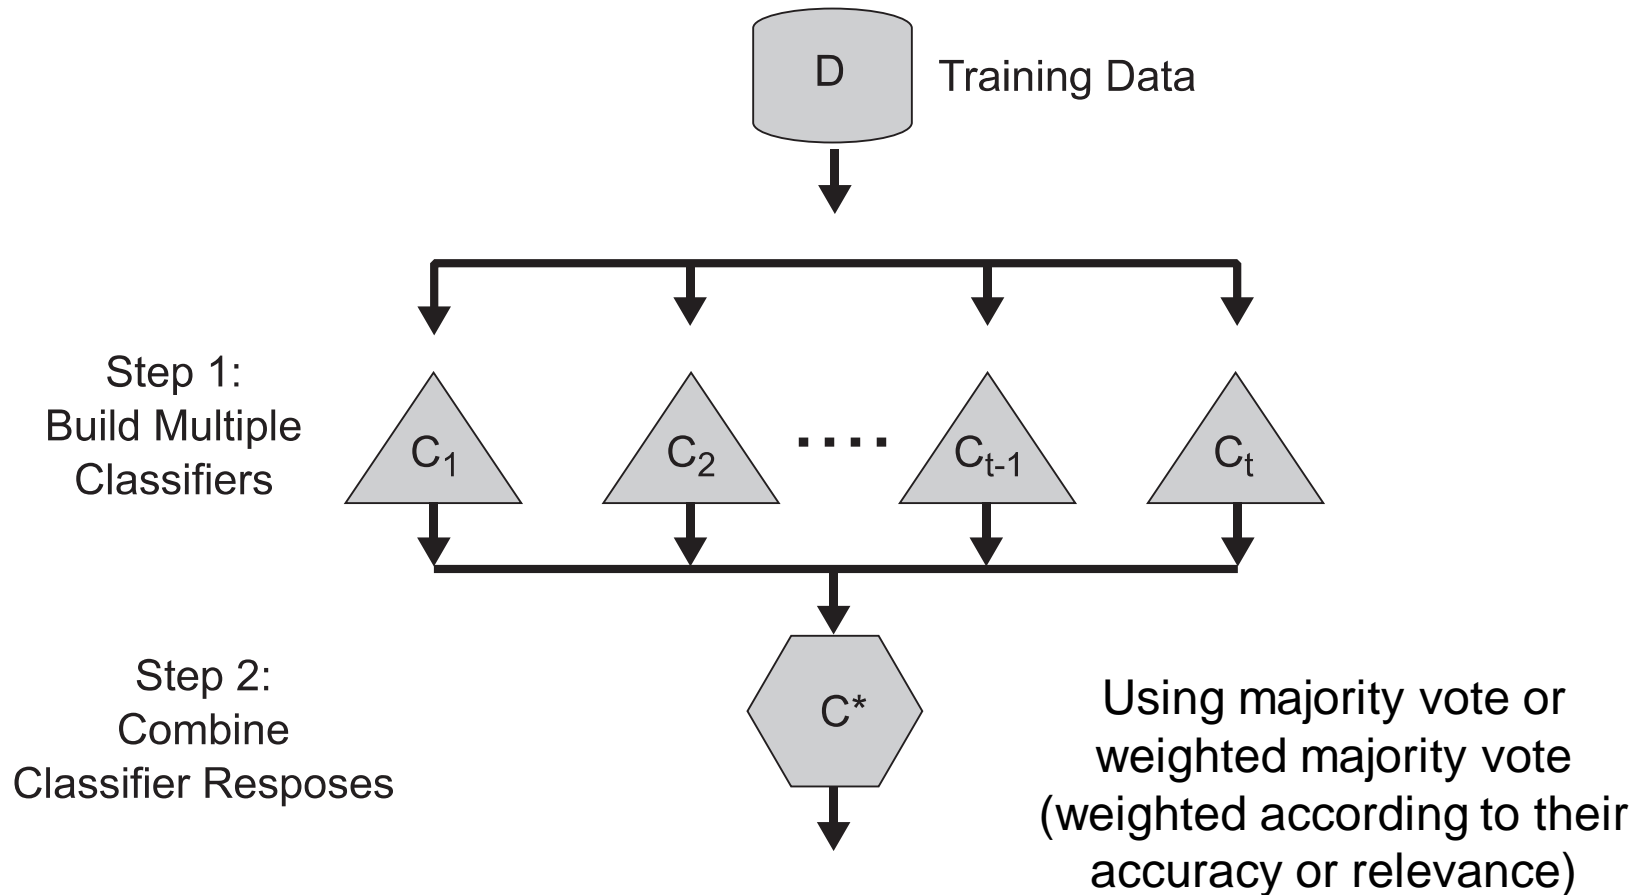 D
Training Data
Step 1:
Build Multiple
Classifiers
C1
C2
....
Ct-1
Ct
Step 2:
Combine
Classifier Resposes
C*
Using majority vote or
weighted majority vote
(weighted according to their
accuracy or relevance)